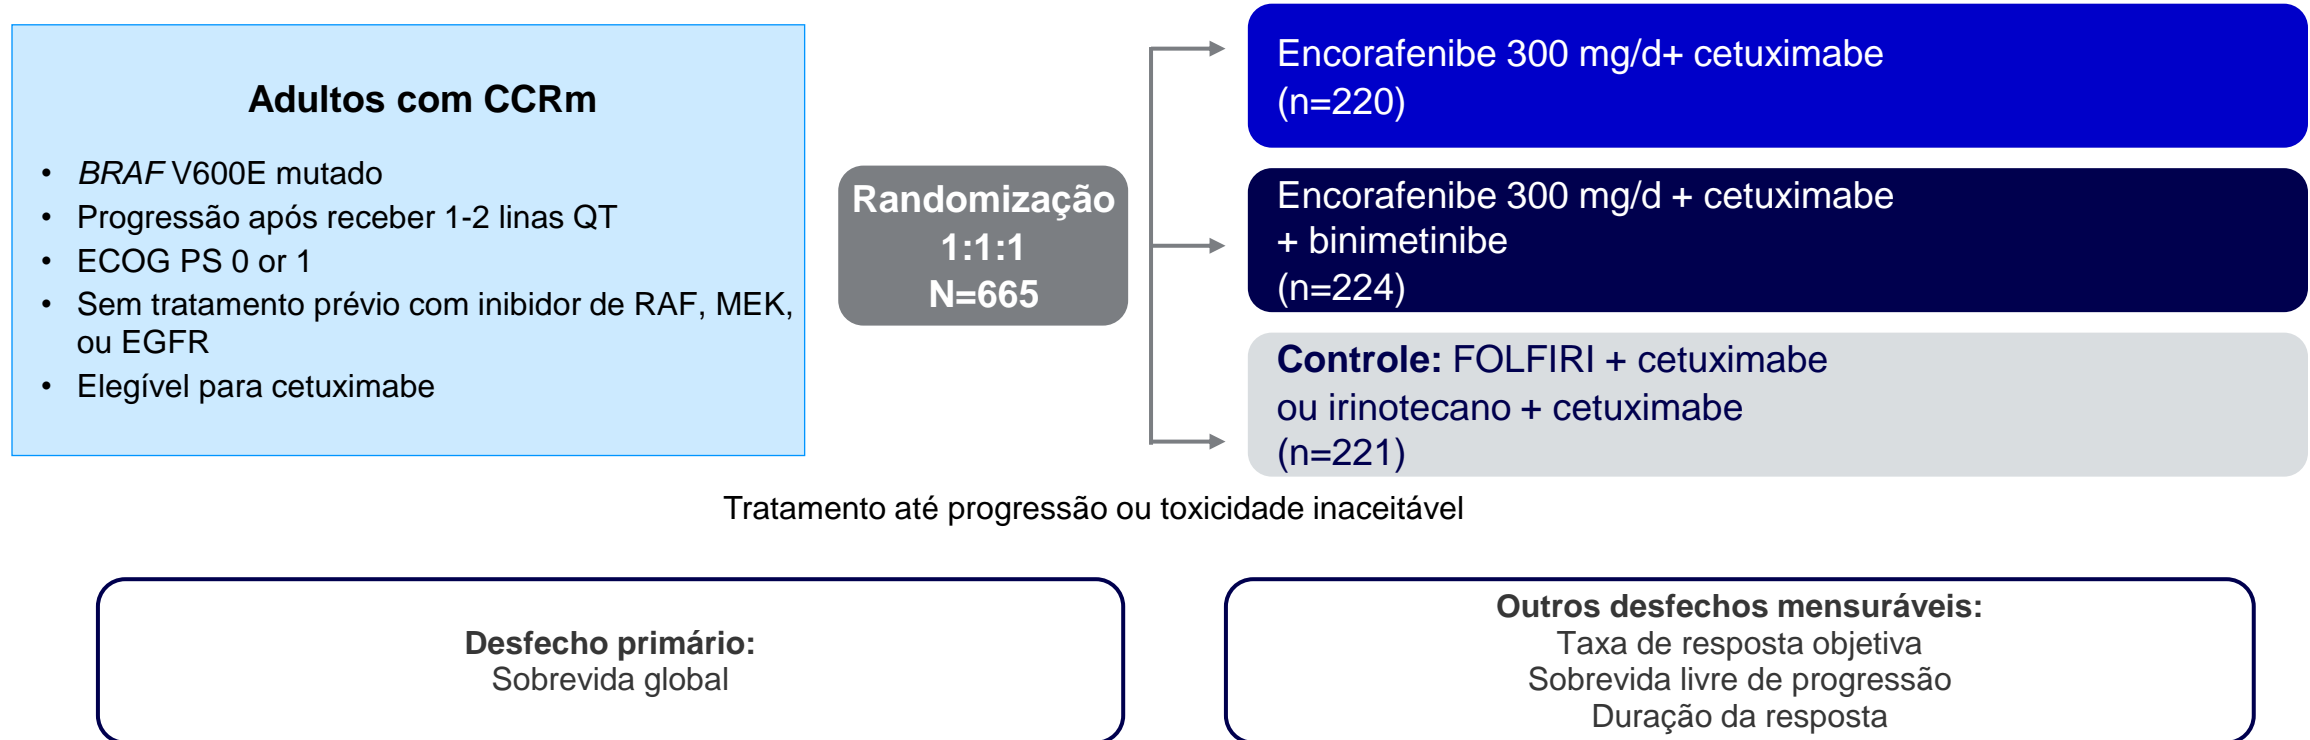 Adultos com CCRm
• BRAF V600E mutado
• Progressão após receber 1-2 linas QT
• ECOG PS 0 or 1
• Sem tratamento prévio com inibidor de RAF, MEK,
ou EGFR
• Elegível para cetuximabe
Randomização
1:1:1
N=665
Encorafenibe 300 mg/d+ cetuximabe
(n=220)
Encorafenibe 300 mg/d + cetuximabe
+ binimetinibe
(n=224)
Controle: FOLFIRI + cetuximabe
ou irinotecano + cetuximabe
(n=221)
Tratamento até progressão ou toxicidade inaceitável
Desfecho primário:
Sobrevida global
Outros desfechos mensuráveis:
Taxa de resposta objetiva
Sobrevida livre de progressão
Duração da resposta